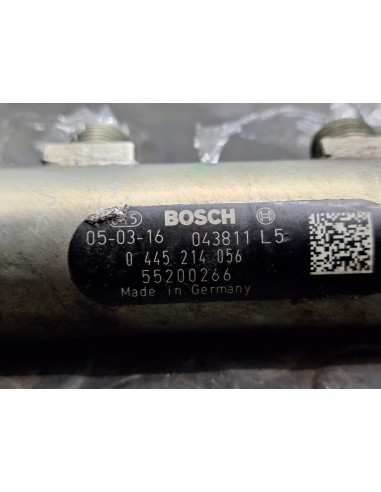 BOSCH
05-03-16 043811 L5
0 445 214 056
55200266
Made in Germany